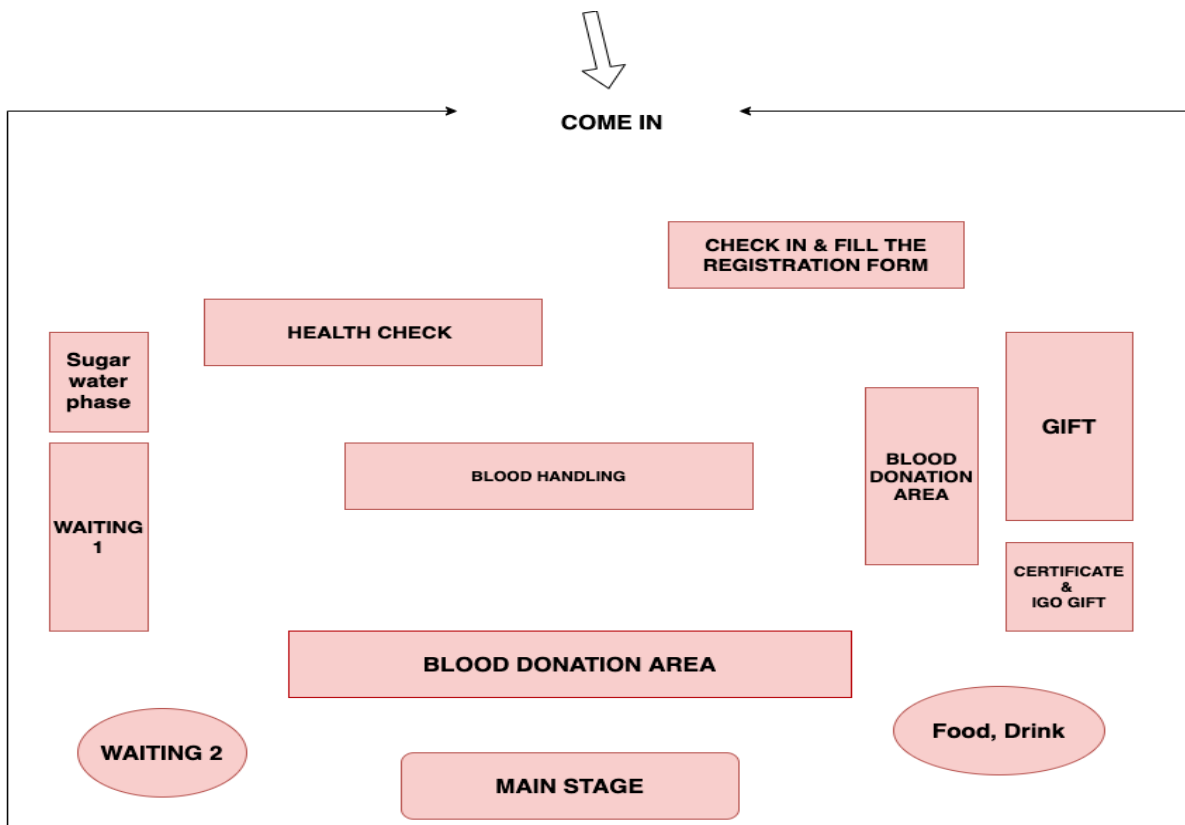 COME IN
CHECK IN & FILL THE
REGISTRATION FORM
HEALTH CHECK
Sugar
water
phase
GIFT
BLOOD
DONATION
AREA
BLOOD HANDLING
WAITING
1
CERTIFICATE
&
IGO GIFT
BLOOD DONATION AREA
WAITING 2
Food, Drink
MAIN STAGE